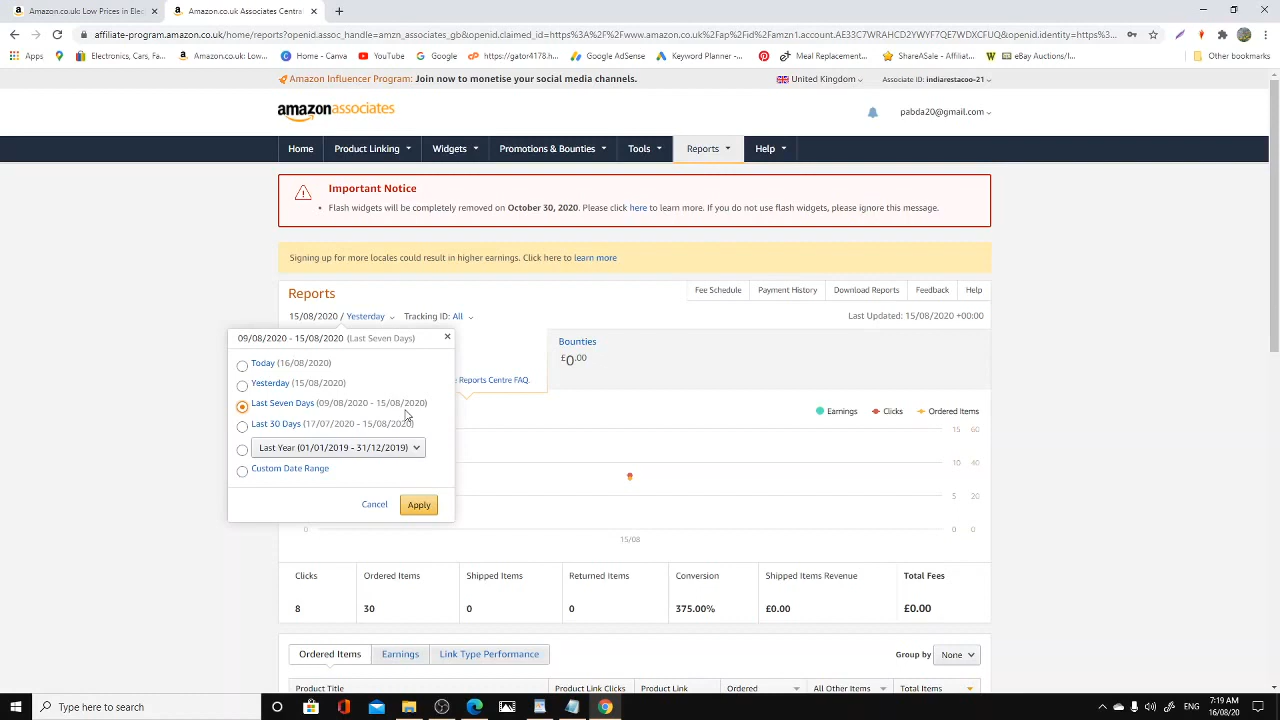 Amazon.co.uk: Low Prices in Elec
Amazon.co.uk Associates Central
affiliate-program.amazon.co.uk/home/reports?openid.assoc_handle=amzn_associates_gb&openid.claimed_id=https%3A%2F%2Fwww.amazon.co.uk%2Fap%2Fid%2Famzn1.account.AE33C7WRAHCD2YWYF7QE7WDXCFUQ&openid.identity=https%3...
Apps
Electronics, Cars, Fa...
Amazon.co.uk: Low...
Home - Canva
YouTube
Google
https://gator4178.h...
Google AdSense
Keyword Planner -...
Meal Replacement...
ShareASale - Affiliat...
eBay Auctions/I...
Other bookmarks
Amazon Influencer Program: Join now to monetise your social media channels.
United Kingdom
Associate ID: indiarestacoo-21
amazonassociates
pabda20@gmail.com
Home
Product Linking
Widgets
Promotions & Bounties
Tools
Reports
Help
Important Notice
Flash widgets will be completely removed on October 30, 2020. Please click here to learn more. If you do not use flash widgets, please ignore this message.
Signing up for more locales could result in higher earnings. Click here to learn more
Reports
Fee Schedule
Payment History
Download Reports
Feedback
Help
15/08/2020 / Yesterday
Tracking ID: All
Last Updated: 15/08/2020 +00:00
09/08/2020 - 15/08/2020 (Last Seven Days)
Today (16/08/2020)
Yesterday (15/08/2020)
Last Seven Days (09/08/2020 - 15/08/2020)
Last 30 Days (17/07/2020 - 15/08/2020)
Last Year (01/01/2019 - 31/12/2019)
Custom Date Range
Cancel
Apply
Bounties
£0.00
Reports Centre FAQ.
Earnings
Clicks
Ordered Items
15 60
10 40
5 20
0
0 0
15/08
Clicks
Ordered Items
Shipped Items
Returned Items
Conversion
Shipped Items Revenue
Total Fees
8
30
0
0
375.00%
£0.00
£0.00
Ordered Items
Earnings
Link Type Performance
Group by
None
Product Title
Product Link Clicks
Product Link
Ordered
All Other Items
Total Items
Type here to search
7:19 AM
16/08/20